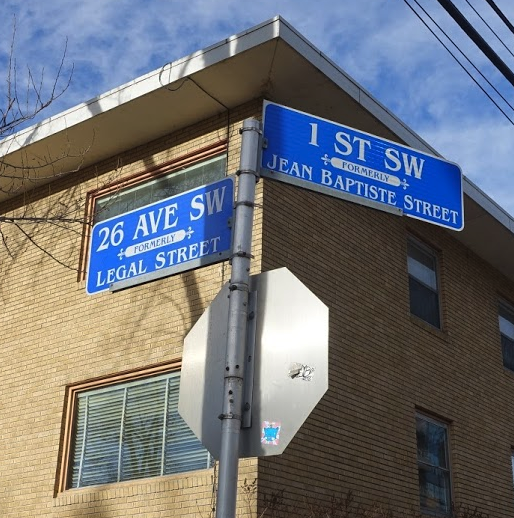 26 AVE SW
FORMERLY
LEGAL STREET
1 ST SW
FORMERLY
JEAN BAPTISTE STREET